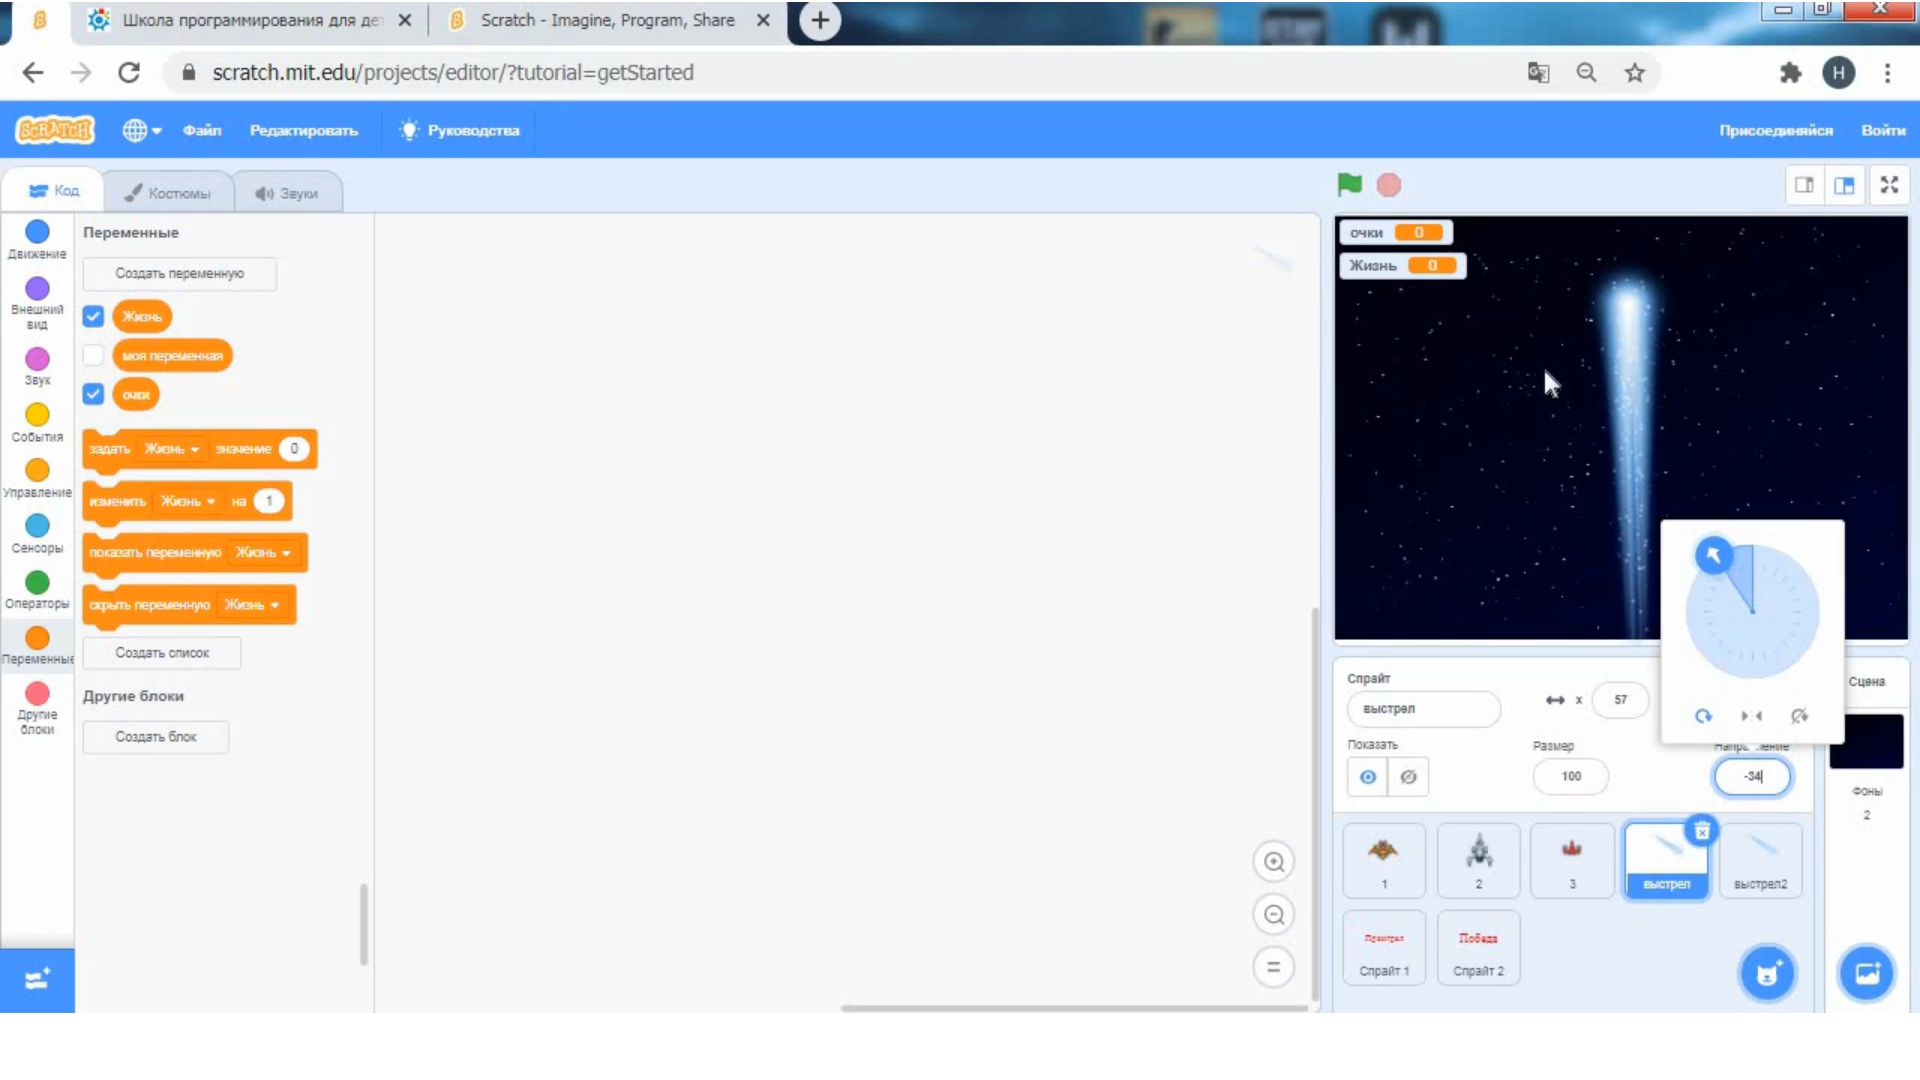 Школа программирования для де
Scratch - Imagine, Program, Share
scratch.mit.edu/projects/editor/?tutorial=getStarted
H
SCRATCH
Файл
Редактировать
Руководства
Присоединяйся
Войти
Код
Костюмы
Звуки
Движение
Внешний вид
Звук
События
Управление
Сенсоры
Операторы
Переменные
Другие блоки
Переменные
Создать переменную
Жизнь
моя переменная
очки
задать Жизнь значение 0
изменить Жизнь на 1
показать переменную Жизнь
скрыть переменную Жизнь
Создать список
Другие блоки
Создать блок
очки 0
Жизнь 0
Спрайт
выстрел
x 57
Показать
Размер
100
-34
Сцена
Фоны
2
1
2
3
выстрел
выстрел2
Проиграл
Спрайт 1
Победа
Спрайт 2